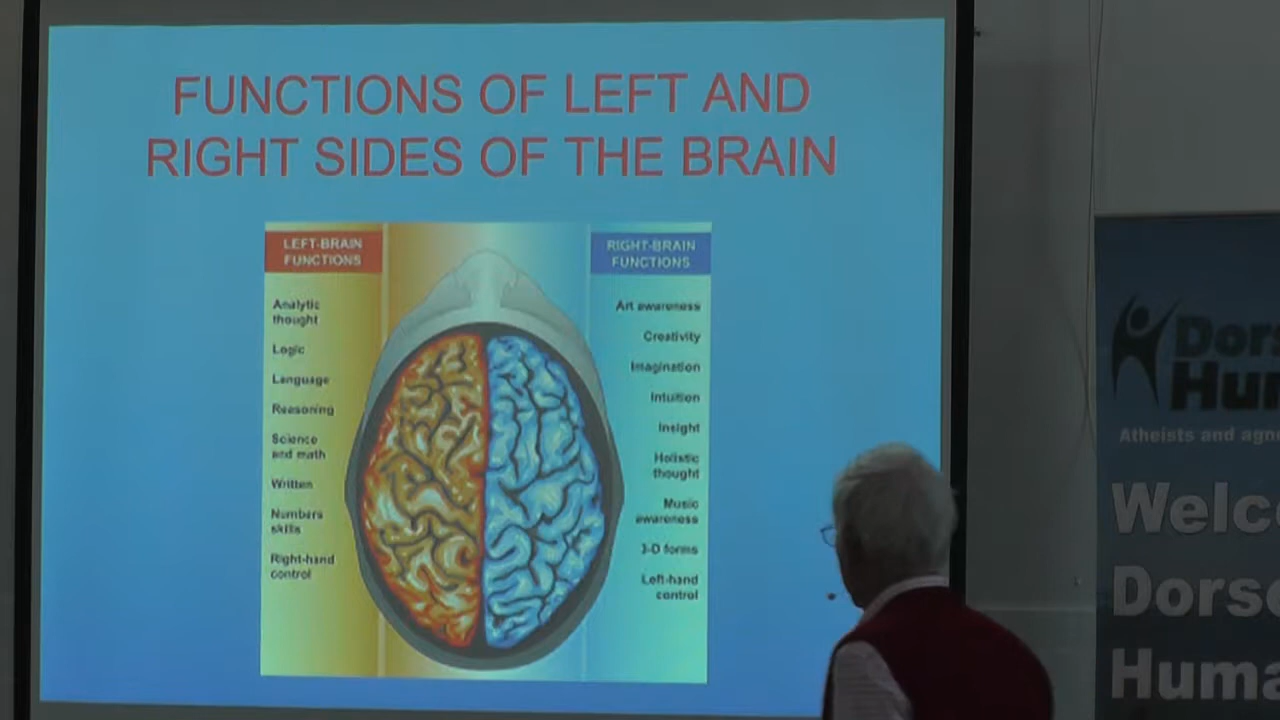 FUNCTIONS OF LEFT AND
RIGHT SIDES OF THE BRAIN
LEFT-BRAIN
FUNCTIONS
Analytic
thought
Logic
Language
Reasoning
Science
and math
Written
Numbers
skills
Right-hand
control
RIGHT-BRAIN
FUNCTIONS
Art awareness
Creativity
Imagination
Intuition
Insight
Holistic
thought
Music
awareness
3-D forms
Left-hand
control
Dors
Hum
Atheists and agn
Welc
Dorse
Huma